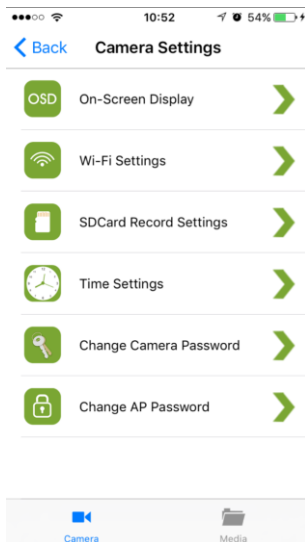 10:52 54%
Back Camera Settings
OSD On-Screen Display
Wi-Fi Settings
SDCard Record Settings
Time Settings
Change Camera Password
Change AP Password
Camera Media